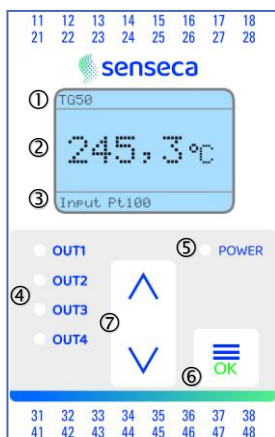 11 12 13 14 15 16 17 18
21 22 23 24 25 26 27 28
senseca
① TG50
② 245,3°C
③ Input Pt100
OUT1 ⑤ POWER
OUT2
④ OUT3
OUT4 ⑦
⑥ OK
31 32 33 34 35 36 37 38
41 42 43 44 45 46 47 48